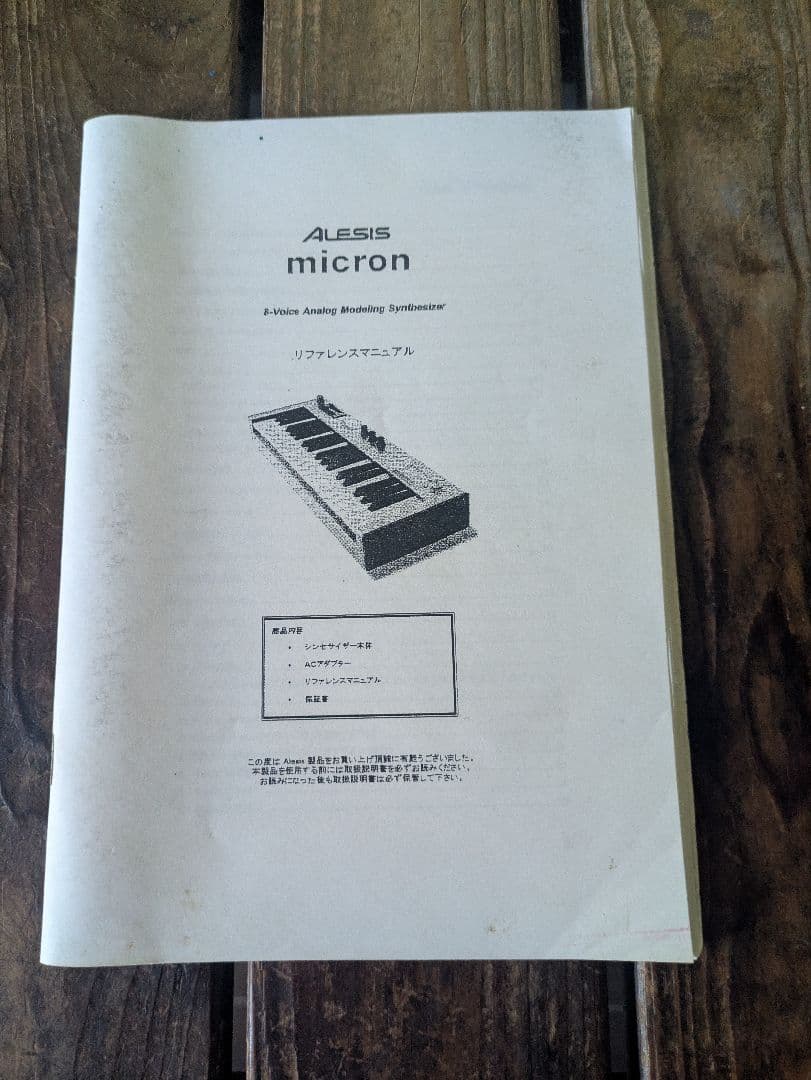 ALESIS
micron
8-Voice Analog Modeling Synthesizer
リファレンスマニュアル
商品内容
• シンセサイザー本体
• ACアダプター
• リファレンスマニュアル
• 保証書
この度は Alesis 製品をお買い上げ頂誠に有難うございました。
本製品を使用する前には取扱説明書を必ずお読みください。
お読みになった後も取扱説明書は必ず保管して下さい。